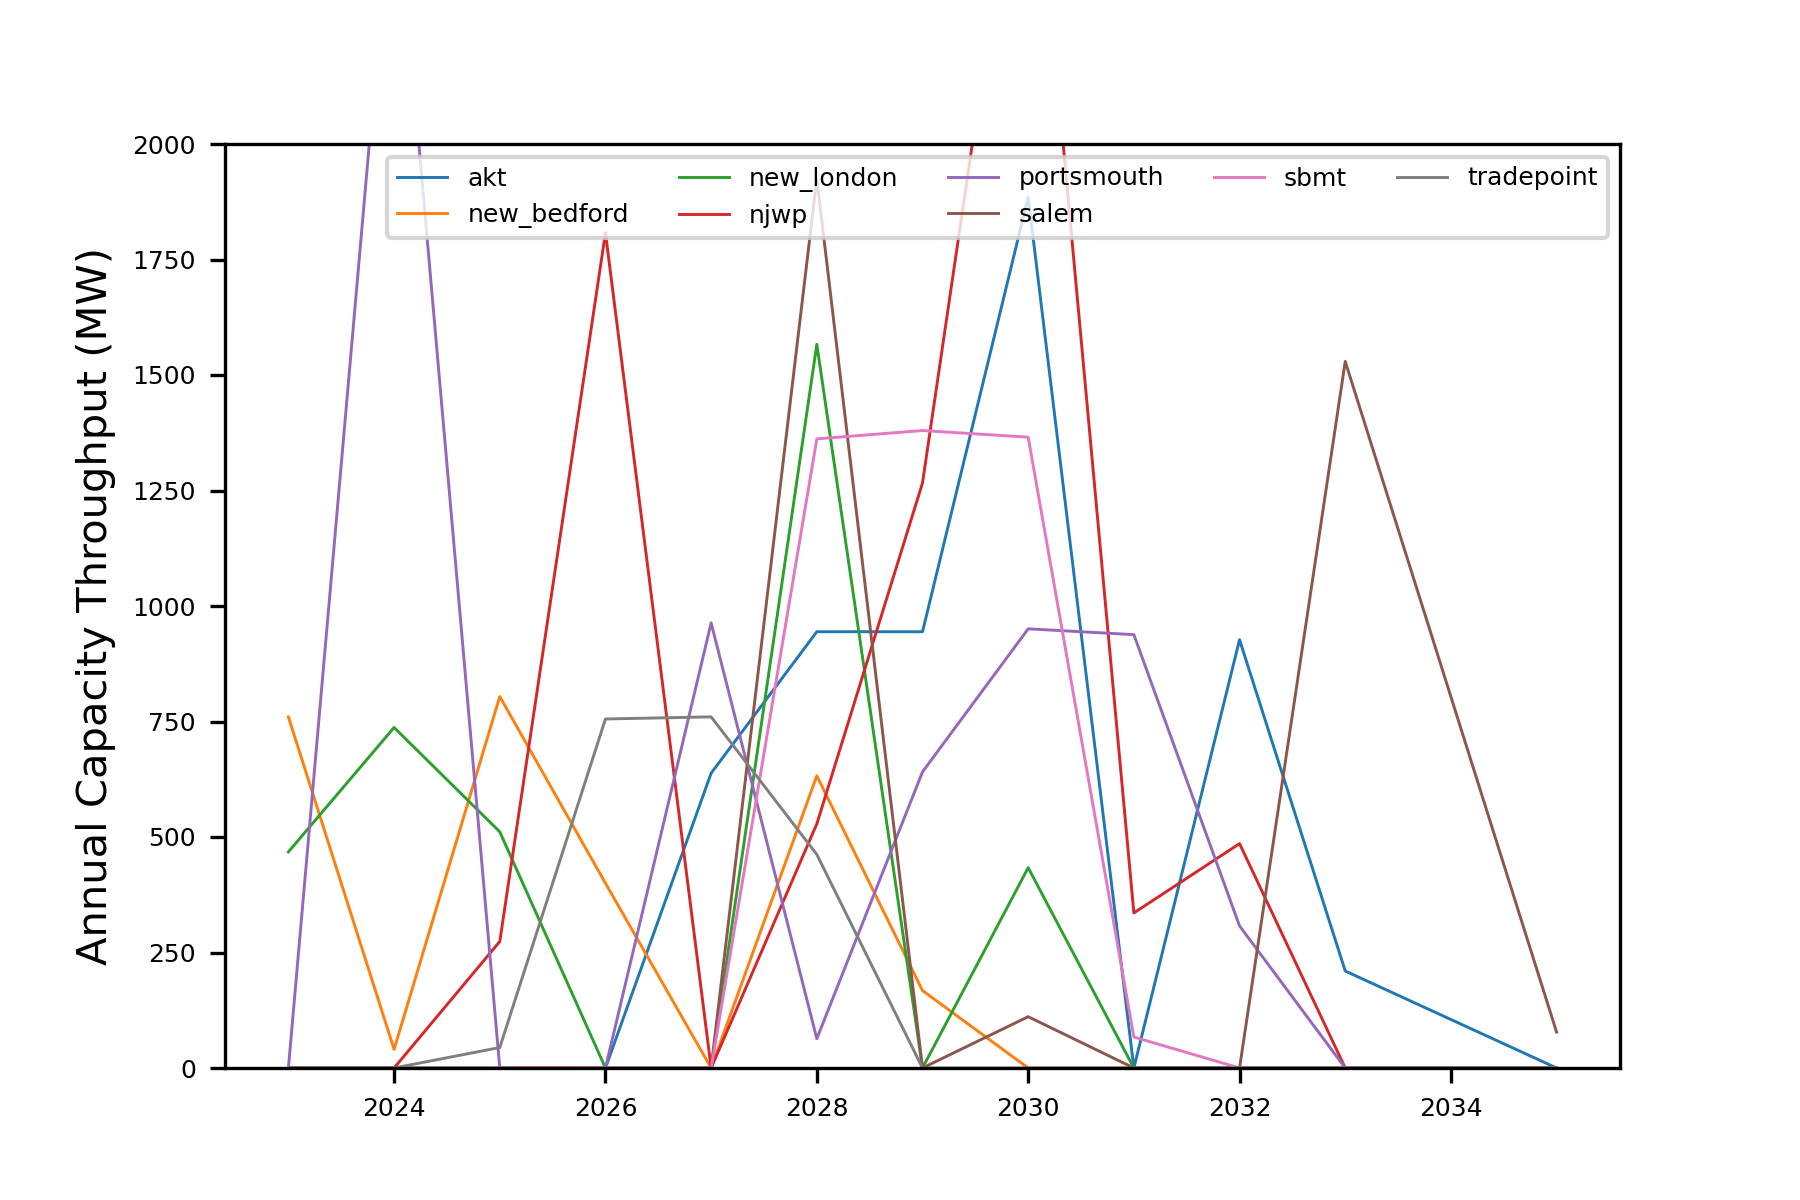 Annual Capacity Throughput (MW)
2000
1750
1500
1250
1000
750
500
250
0
2024 2026 2028 2030 2032 2034
akt new_london portsmouth sbmt tradepoint
new_bedford njwp salem